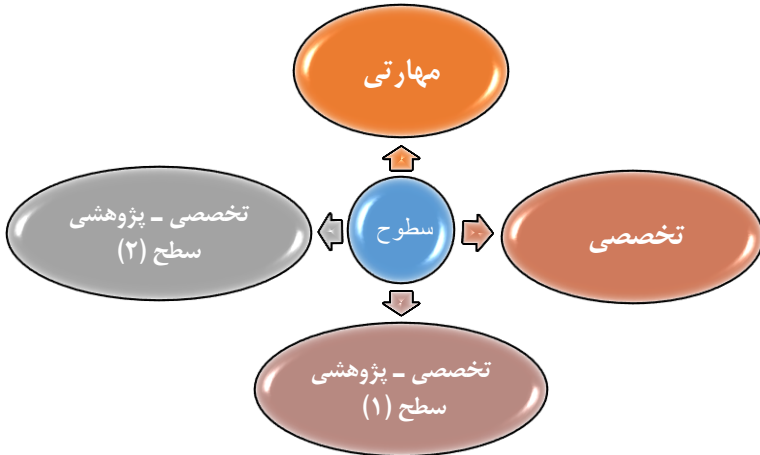 مهارتی
تخصصی
سطوح
تخصصی ـ پژوهشی
سطح (۲)
تخصصی ـ پژوهشی
سطح (۱)